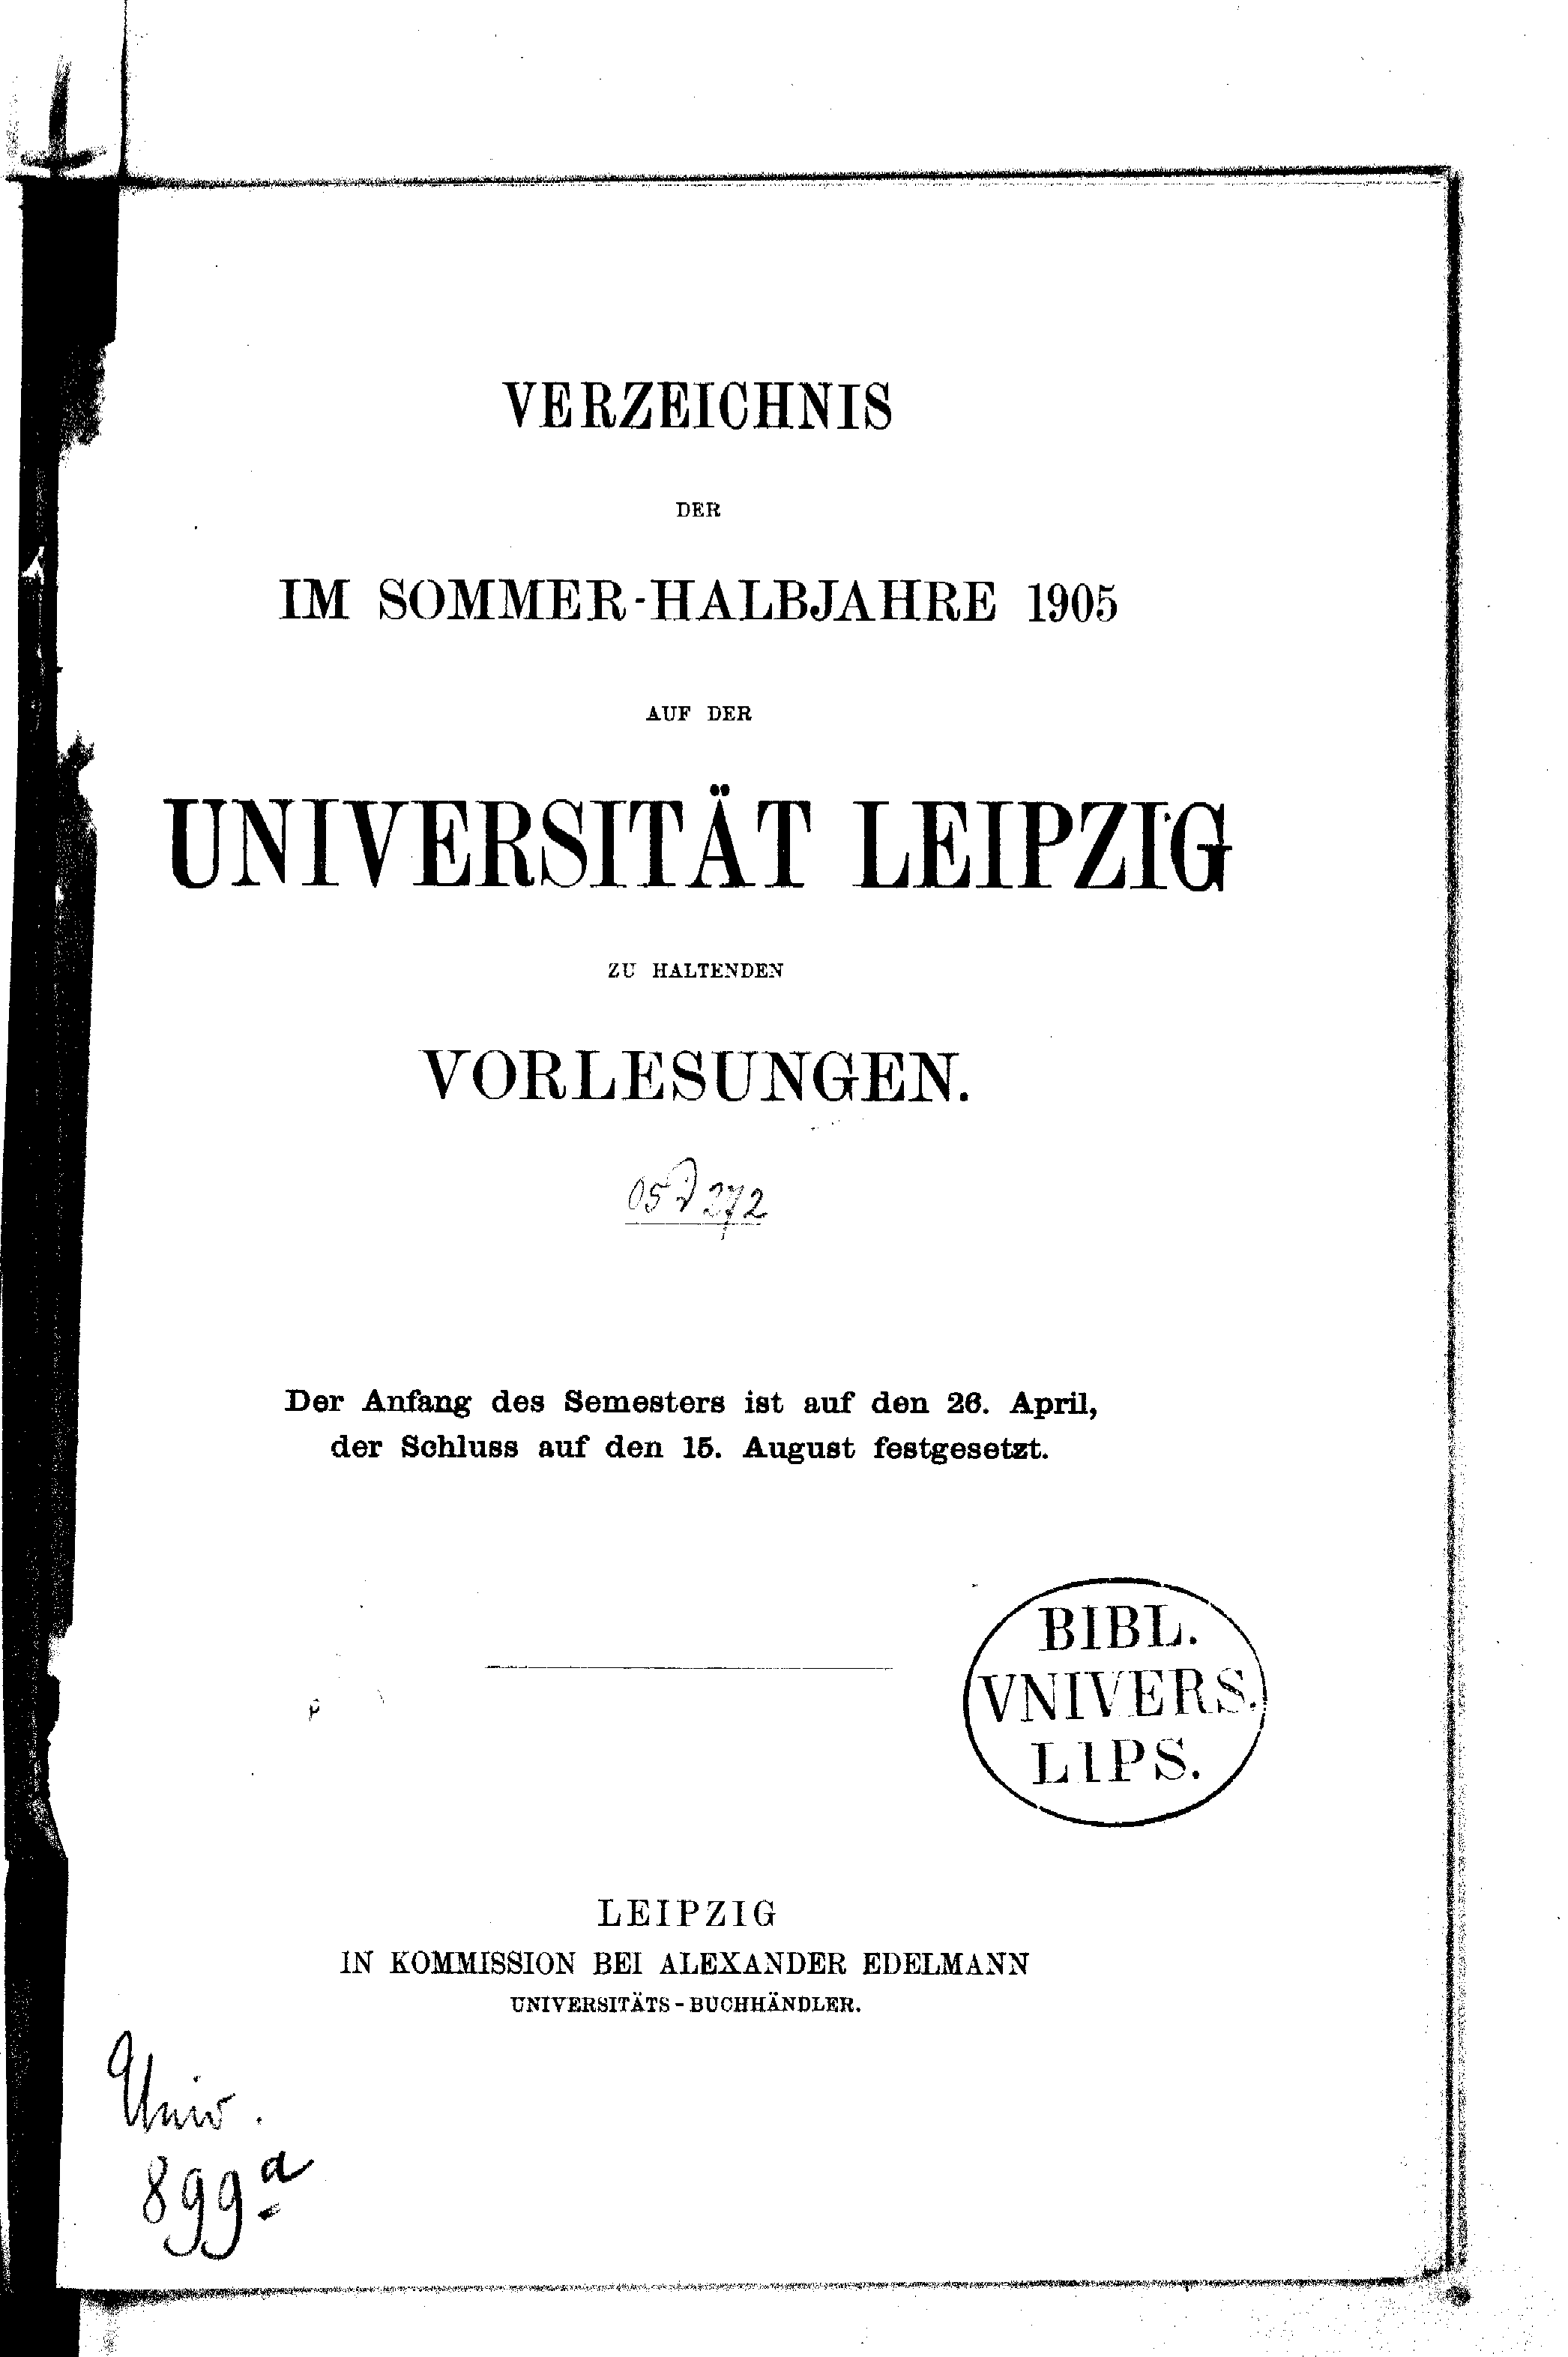 VERZEICHNIS
DER
IM SOMMER-HALBJAHRE 1905
AUF DER
UNIVERSITÄT LEIPZIG
ZU HALTENDEN
VORLESUNGEN.
05 272
Der Anfang des Semesters ist auf den 26. April,
der Schluss auf den 15. August festgesetzt.
BIBL.
VNIVERS.
LIPS.
LEIPZIG
IN KOMMISSION BEI ALEXANDER EDELMANN
UNIVERSITÄTS-BUCHHÄNDLER.
Univ.
899a